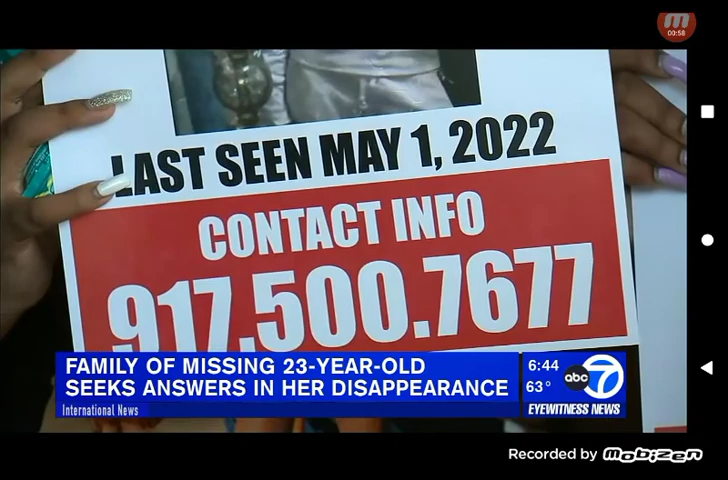 00:58
LAST SEEN MAY 1, 2022
CONTACT INFO
917.500.7677
FAMILY OF MISSING 23-YEAR-OLD
SEEKS ANSWERS IN HER DISAPPEARANCE
International News
6:44
63°
abc 7
EYEWITNESS NEWS
Recorded by mobizen